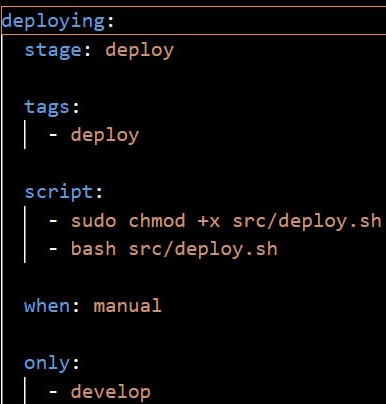 deploying:
  stage: deploy

  tags:
    - deploy

  script:
    - sudo chmod +x src/deploy.sh
    - bash src/deploy.sh

  when: manual

  only:
    - develop